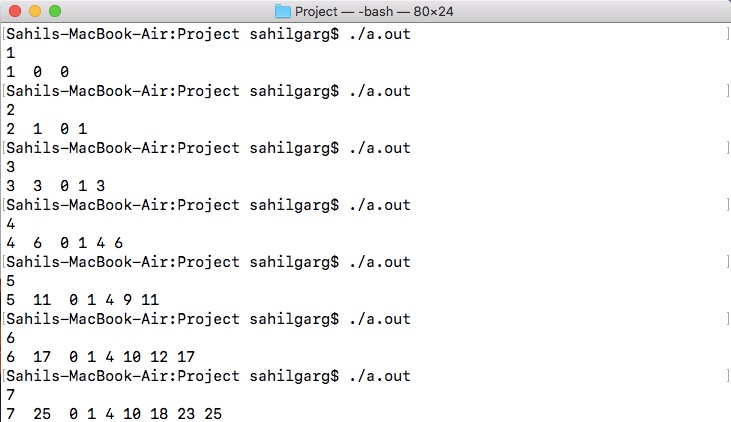 Project — -bash — 80×24
[Sahils-MacBook-Air:Project sahilgarg$ ./a.out ]
1
1  0  0
[Sahils-MacBook-Air:Project sahilgarg$ ./a.out ]
2
2  1  0 1
[Sahils-MacBook-Air:Project sahilgarg$ ./a.out ]
3
3  3  0 1 3
[Sahils-MacBook-Air:Project sahilgarg$ ./a.out ]
4
4  6  0 1 4 6
[Sahils-MacBook-Air:Project sahilgarg$ ./a.out ]
5
5  11  0 1 4 9 11
[Sahils-MacBook-Air:Project sahilgarg$ ./a.out ]
6
6  17  0 1 4 10 12 17
[Sahils-MacBook-Air:Project sahilgarg$ ./a.out ]
7
7  25  0 1 4 10 18 23 25